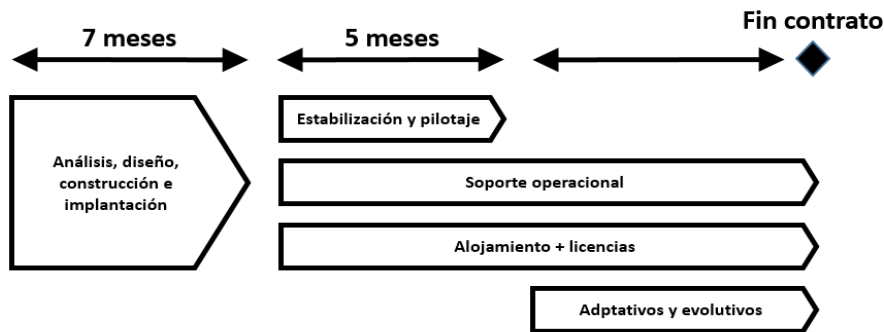 Fin contrato
7 meses
5 meses
Estabilización y pilotaje
Análisis, diseño,
construcción e
implantación
Soporte operacional
Alojamiento + licencias
Adptativos y evolutivos